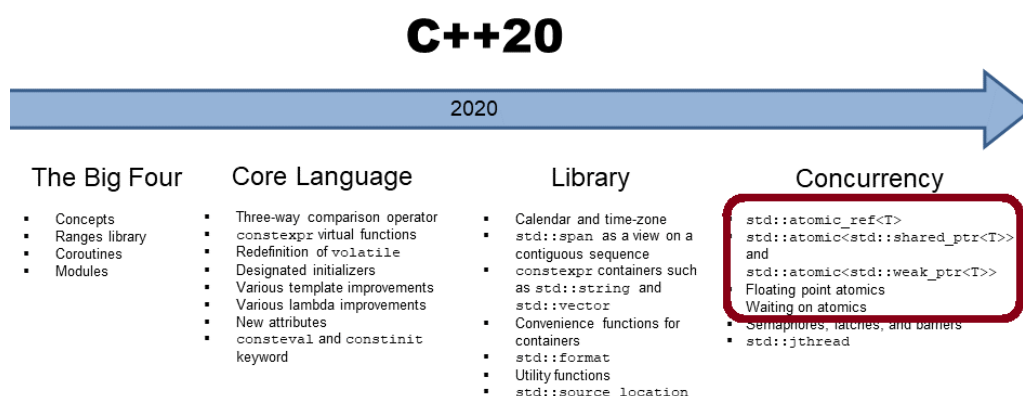 C++20
2020
The Big Four
▪ Concepts
▪ Ranges library
▪ Coroutines
▪ Modules
Core Language
▪ Three-way comparison operator
▪ constexpr virtual functions
▪ Redefinition of volatile
▪ Designated initializers
▪ Various template improvements
▪ Various lambda improvements
▪ New attributes
▪ consteval and constinit
keyword
Library
▪ Calendar and time-zone
▪ std::span as a view on a
contiguous sequence
▪ constexpr containers such
as std::string and
std::vector
▪ Convenience functions for
containers
▪ std::format
▪ Utility functions
▪ std::source_location
Concurrency
▪ std::atomic_ref<T>
▪ std::atomic<std::shared_ptr<T>>
and
std::atomic<std::weak_ptr<T>>
▪ Floating point atomics
Waiting on atomics
▪ Semaphores, latches, and barriers
▪ std::jthread